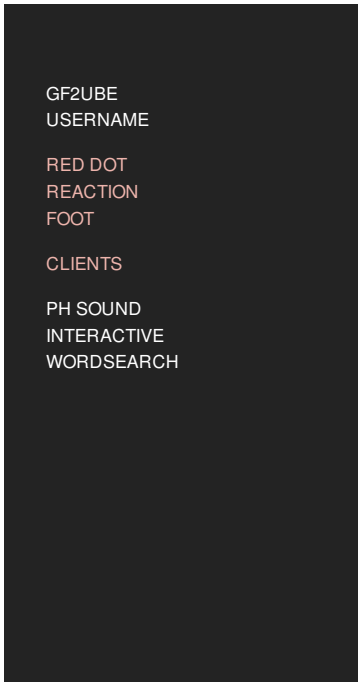 GF2UBE
USERNAME
RED DOT
REACTION
FOOT
CLIENTS
PH SOUND
INTERACTIVE
WORDSEARCH